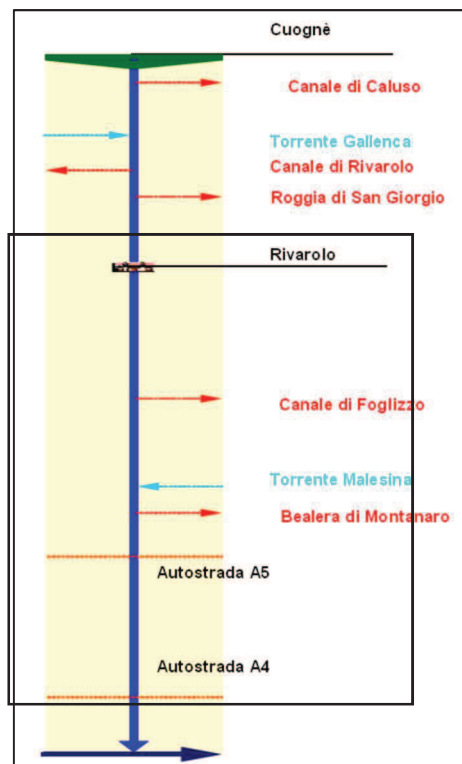 Cuognè
Canale di Caluso
Torrente Gallenca
Canale di Rivarolo
Roggia di San Giorgio
Rivarolo
Canale di Foglizzo
Torrente Malesina
Bealera di Montanaro
Autostrada A5
Autostrada A4